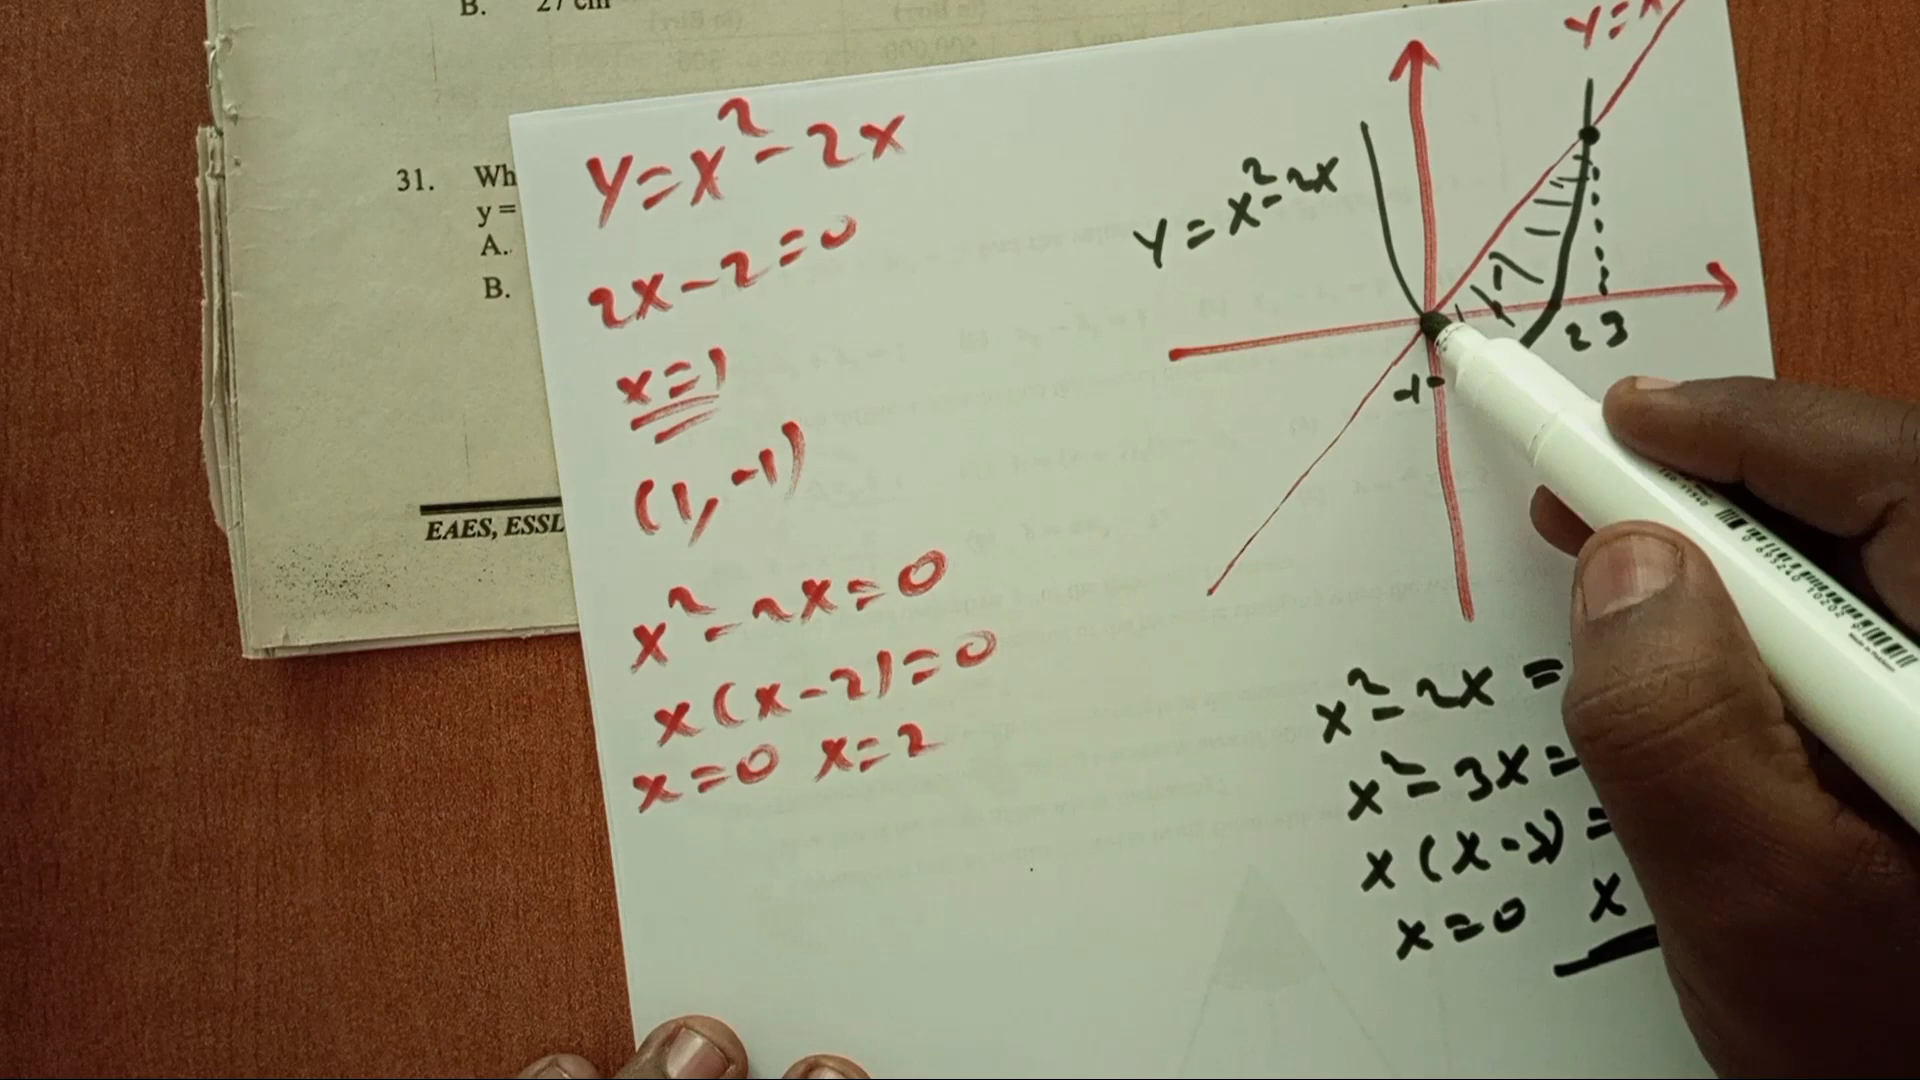 B. 27 cm
31. Wh
y =
A.
B.
EAES, ESSL
y=x²-2x
2x-2=0
x=1
(1,-1)
x²-2x=0
x(x-2)=0
x=0 x=2
y=x
y=x²-2x
2 3
-1
x²-2x=
x²-3x=
x(x-3)=
x=0 x